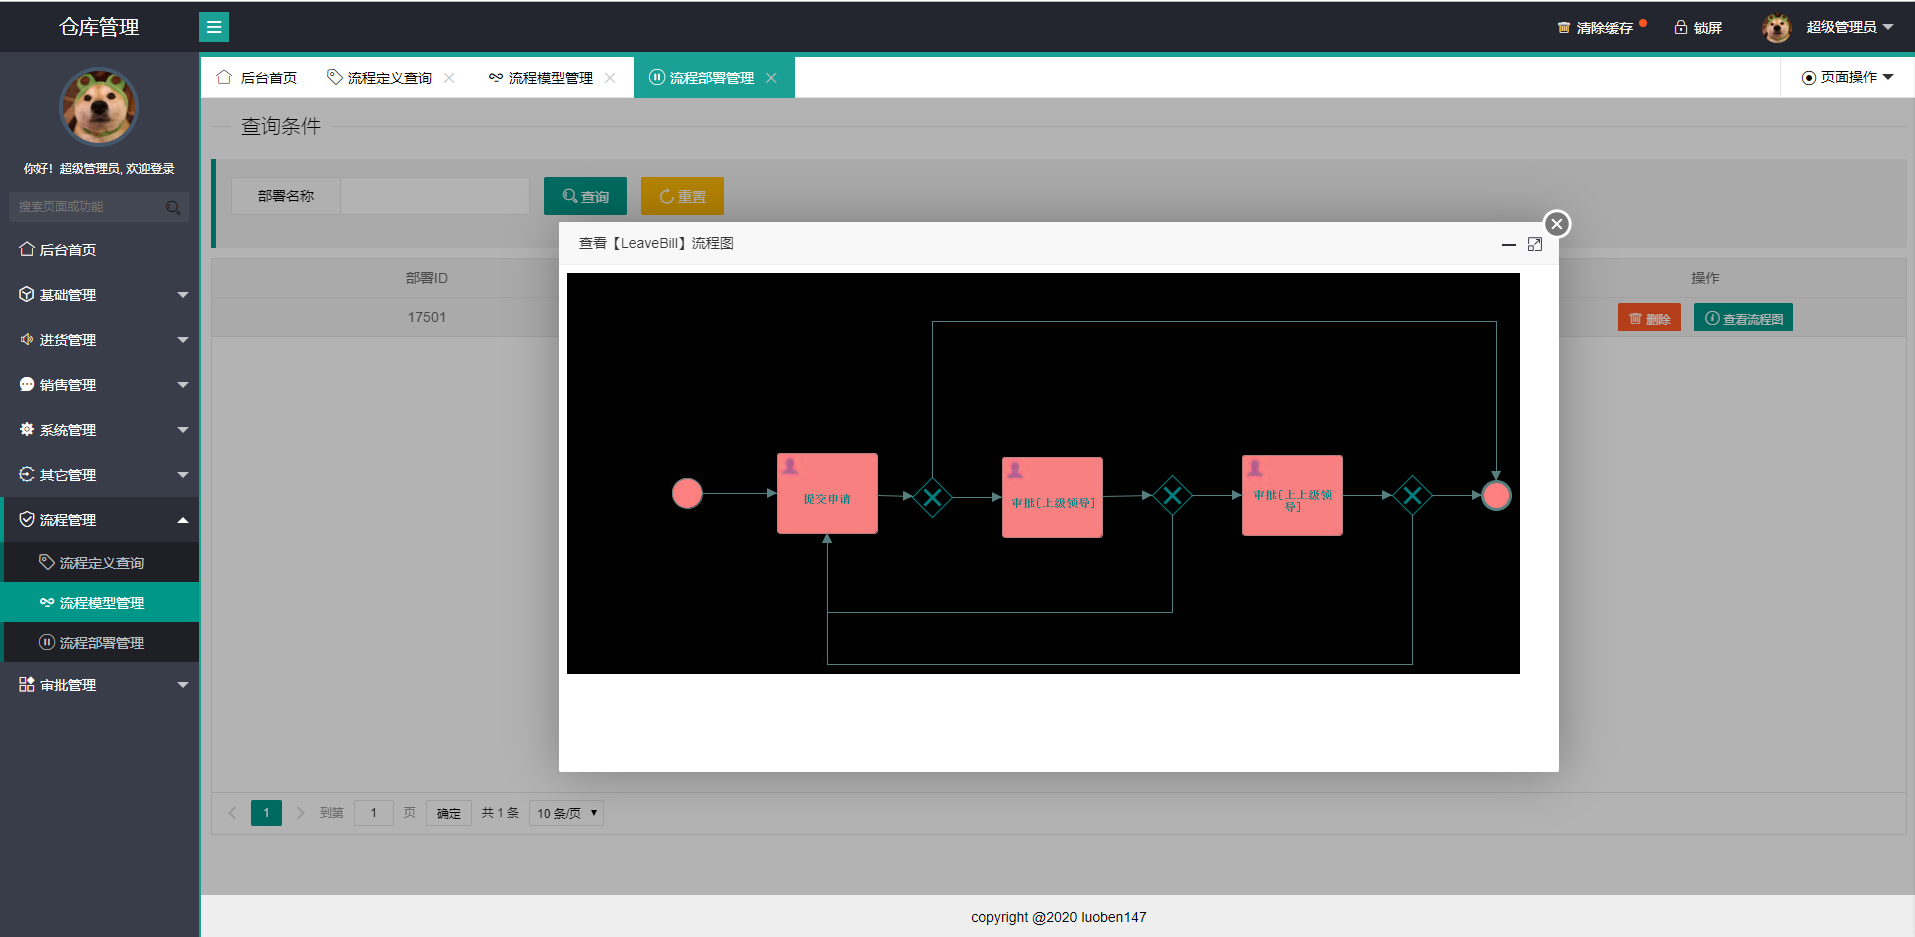 仓库管理
清除缓存
锁屏
超级管理员
后台首页
流程定义查询
流程模型管理
流程部署管理
页面操作
你好！超级管理员, 欢迎登录
搜索页面或功能
后台首页
基础管理
进货管理
销售管理
系统管理
其它管理
流程管理
流程定义查询
流程模型管理
流程部署管理
审批管理
查询条件
部署名称
查询
重置
部署ID
操作
17501
删除
查看流程图
查看【LeaveBill】流程图
提交申请
审批[上级领导]
审批[上上级领
导]
1
到第
1
页
确定
共 1 条
10 条/页
copyright @2020 luoben147